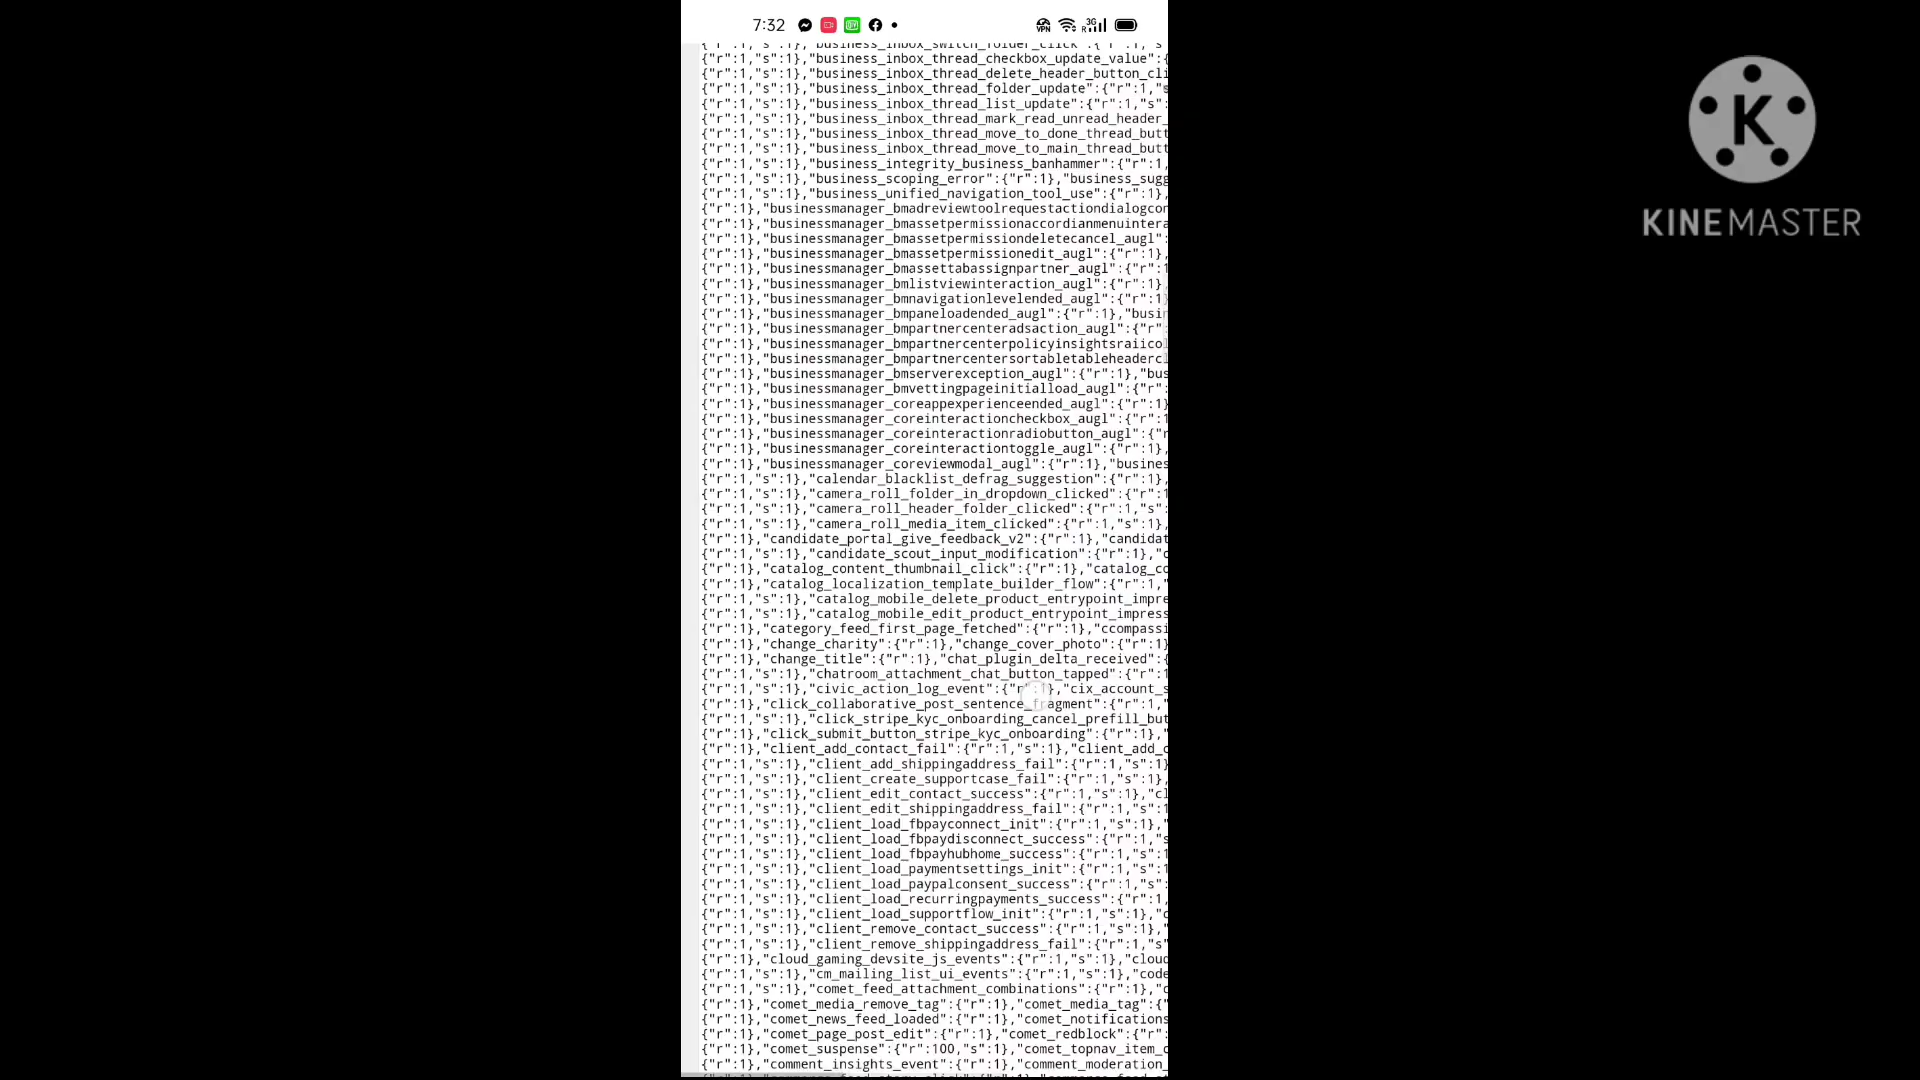 7:32
VPN
3G
R
{"r":1,"s":1},"business_inbox_switch_folder_click":{"r":1,"s
{"r":1,"s":1},"business_inbox_thread_checkbox_update_value":{
{"r":1,"s":1},"business_inbox_thread_delete_header_button_cli
{"r":1,"s":1},"business_inbox_thread_folder_update":{"r":1,"s
{"r":1,"s":1},"business_inbox_thread_list_update":{"r":1,"s":
{"r":1,"s":1},"business_inbox_thread_mark_read_unread_header_
{"r":1,"s":1},"business_inbox_thread_move_to_done_thread_butt
{"r":1,"s":1},"business_inbox_thread_move_to_main_thread_butt
{"r":1,"s":1},"business_integrity_business_banhammer":{"r":1,
{"r":1,"s":1},"business_scoping_error":{"r":1},"business_sugg
{"r":1,"s":1},"business_unified_navigation_tool_use":{"r":1},
{"r":1},"businessmanager_bmadreviewtoolrequestactiondialogcon
{"r":1},"businessmanager_bmassetpermissionaccordianmenuintera
{"r":1},"businessmanager_bmassetpermissiondeletecancel_augl":
{"r":1},"businessmanager_bmassetpermissionedit_augl":{"r":1},
{"r":1},"businessmanager_bmassettabassignpartner_augl":{"r":1
{"r":1},"businessmanager_bmlistviewinteraction_augl":{"r":1},
{"r":1},"businessmanager_bmnavigationlevelended_augl":{"r":1}
{"r":1},"businessmanager_bmpaneloadended_augl":{"r":1},"busin
{"r":1},"businessmanager_bmpartnercenteradsaction_augl":{"r":
{"r":1},"businessmanager_bmpartnercenterpolicyinsightsraiicol
{"r":1},"businessmanager_bmpartnercentersortabletableheadercl
{"r":1},"businessmanager_bmserverexception_augl":{"r":1},"bus
{"r":1},"businessmanager_bmvettingpageinitialload_augl":{"r":
{"r":1},"businessmanager_coreappexperienceended_augl":{"r":1}
{"r":1},"businessmanager_coreinteractioncheckbox_augl":{"r":1
{"r":1},"businessmanager_coreinteractionradiobutton_augl":{"r
{"r":1},"businessmanager_coreinteractiontoggle_augl":{"r":1},
{"r":1},"businessmanager_coreviewmodal_augl":{"r":1},"busines
{"r":1,"s":1},"calendar_blacklist_defrag_suggestion":{"r":1},
{"r":1,"s":1},"camera_roll_folder_in_dropdown_clicked":{"r":1
{"r":1,"s":1},"camera_roll_header_folder_clicked":{"r":1,"s":
{"r":1,"s":1},"camera_roll_media_item_clicked":{"r":1,"s":1},
{"r":1},"candidate_portal_give_feedback_v2":{"r":1},"candidat
{"r":1,"s":1},"candidate_scout_input_modification":{"r":1},"c
{"r":1},"catalog_content_thumbnail_click":{"r":1},"catalog_co
{"r":1},"catalog_localization_template_builder_flow":{"r":1,"
{"r":1,"s":1},"catalog_mobile_delete_product_entrypoint_impre
{"r":1,"s":1},"catalog_mobile_edit_product_entrypoint_impress
{"r":1},"category_feed_first_page_fetched":{"r":1},"ccompassi
{"r":1},"change_charity":{"r":1},"change_cover_photo":{"r":1}
{"r":1},"change_title":{"r":1},"chat_plugin_delta_received":{
{"r":1,"s":1},"chatroom_attachment_chat_button_tapped":{"r":1
{"r":1,"s":1},"civic_action_log_event":{"r":1},"cix_account_s
{"r":1},"click_collaborative_post_sentence_fragment":{"r":1,"
{"r":1,"s":1},"click_stripe_kyc_onboarding_cancel_prefill_but
{"r":1},"click_submit_button_stripe_kyc_onboarding":{"r":1},"
{"r":1},"client_add_contact_fail":{"r":1,"s":1},"client_add_c
{"r":1,"s":1},"client_add_shippingaddress_fail":{"r":1,"s":1}
{"r":1,"s":1},"client_create_supportcase_fail":{"r":1,"s":1},
{"r":1,"s":1},"client_edit_contact_success":{"r":1,"s":1},"cl
{"r":1,"s":1},"client_edit_shippingaddress_fail":{"r":1,"s":1
{"r":1,"s":1},"client_load_fbpayconnect_init":{"r":1,"s":1},"
{"r":1,"s":1},"client_load_fbpaydisconnect_success":{"r":1,"s
{"r":1,"s":1},"client_load_fbpayhubhome_success":{"r":1,"s":1
{"r":1,"s":1},"client_load_paymentsettings_init":{"r":1,"s":1
{"r":1,"s":1},"client_load_paypalconsent_success":{"r":1,"s":
{"r":1,"s":1},"client_load_recurringpayments_success":{"r":1,
{"r":1,"s":1},"client_load_supportflow_init":{"r":1,"s":1},"c
{"r":1,"s":1},"client_remove_contact_success":{"r":1,"s":1},"
{"r":1,"s":1},"client_remove_shippingaddress_fail":{"r":1,"s"
{"r":1},"cloud_gaming_devsite_js_events":{"r":1,"s":1},"cloud
{"r":1,"s":1},"cm_mailing_list_ui_events":{"r":1,"s":1},"code
{"r":1,"s":1},"comet_feed_attachment_combinations":{"r":1},"c
{"r":1},"comet_media_remove_tag":{"r":1},"comet_media_tag":{"
{"r":1},"comet_news_feed_loaded":{"r":1},"comet_notifications
{"r":1},"comet_page_post_edit":{"r":1},"comet_redblock":{"r":
{"r":1},"comet_suspense":{"r":100,"s":1},"comet_topnav_item_c
{"r":1},"comment_insights_event":{"r":1},"comment_moderation_
K
KINEMASTER